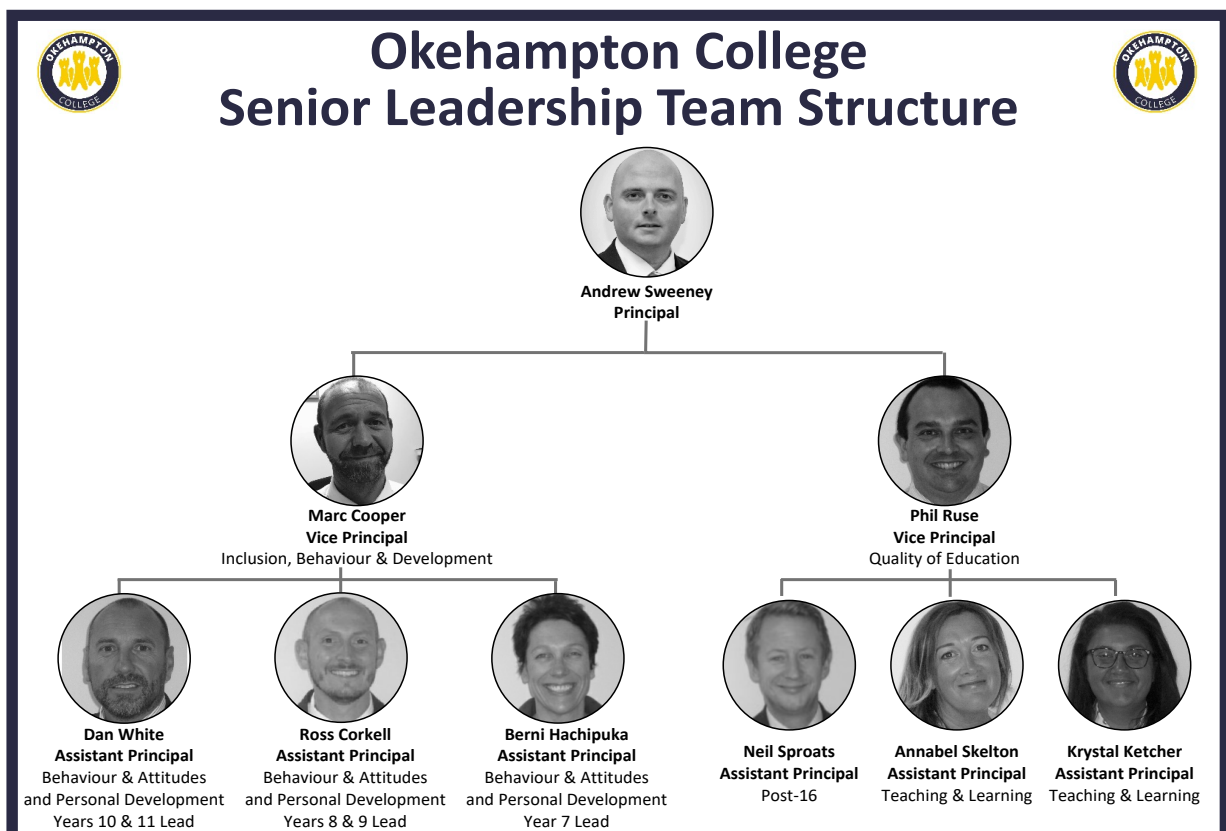 OKEHAMPTON
COLLEGE
Okehampton College
Senior Leadership Team Structure
OKEHAMPTON
COLLEGE
Andrew Sweeney
Principal
Marc Cooper
Vice Principal
Inclusion, Behaviour & Development
Phil Ruse
Vice Principal
Quality of Education
Dan White
Assistant Principal
Behaviour & Attitudes
and Personal Development
Years 10 & 11 Lead
Ross Corkell
Assistant Principal
Behaviour & Attitudes
and Personal Development
Years 8 & 9 Lead
Berni Hachipuka
Assistant Principal
Behaviour & Attitudes
and Personal Development
Year 7 Lead
Neil Sproats
Assistant Principal
Post-16
Annabel Skelton
Assistant Principal
Teaching & Learning
Krystal Ketcher
Assistant Principal
Teaching & Learning